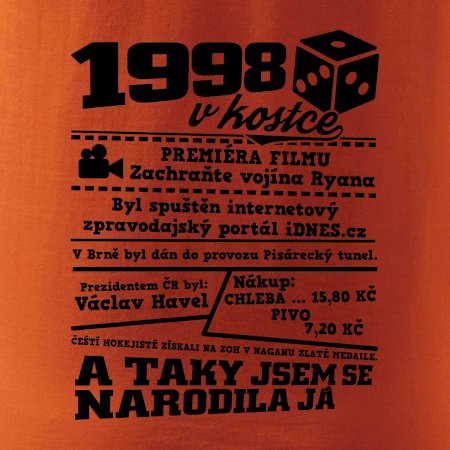 1998
v kostce
PREMIÉRA FILMU
Zachraňte vojína Ryana
Byl spuštěn internetový
zpravodajský portál iDNES.cz
V Brně byl dán do provozu Pisárecký tunel.
Prezidentem ČR byl:
Václav Havel
Nákup:
CHLEBA ... 15,80 KČ
PIVO
7,20 KČ
ČEŠTÍ HOKEJISTÉ ZÍSKALI NA ZOH V NAGANU ZLATÉ MEDAILE.
A TAKY JSEM SE
NARODILA JÁ